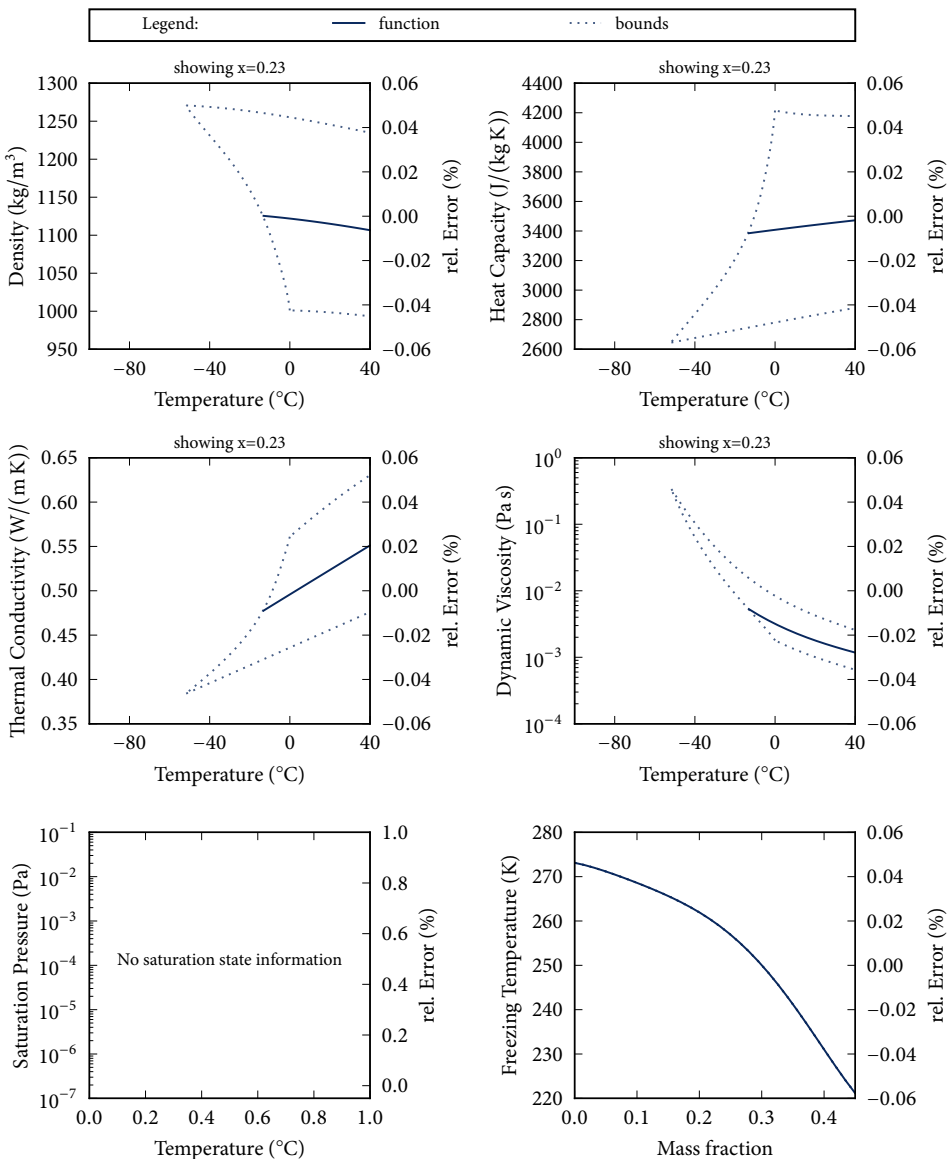 Legend: function bounds
showing x=0.23
Density (kg/m³)
1300
1250
1200
1150
1100
1050
1000
950
0.06
0.04
0.02
0.00
−0.02
−0.04
−0.06
rel. Error (%)
−80 −40 0 40
Temperature (°C)
showing x=0.23
Heat Capacity (J/(kg K))
4400
4200
4000
3800
3600
3400
3200
3000
2800
2600
0.06
0.04
0.02
0.00
−0.02
−0.04
−0.06
rel. Error (%)
−80 −40 0 40
Temperature (°C)
showing x=0.23
Thermal Conductivity (W/(m K))
0.65
0.60
0.55
0.50
0.45
0.40
0.35
0.06
0.04
0.02
0.00
−0.02
−0.04
−0.06
rel. Error (%)
−80 −40 0 40
Temperature (°C)
showing x=0.23
Dynamic Viscosity (Pa s)
10⁰
10⁻¹
10⁻²
10⁻³
10⁻⁴
0.06
0.04
0.02
0.00
−0.02
−0.04
−0.06
rel. Error (%)
−80 −40 0 40
Temperature (°C)
Saturation Pressure (Pa)
10⁻¹
10⁻²
10⁻³
10⁻⁴
10⁻⁵
10⁻⁶
10⁻⁷
No saturation state information
1.0
0.8
0.6
0.4
0.2
0.0
rel. Error (%)
0.0 0.2 0.4 0.6 0.8 1.0
Temperature (°C)
Freezing Temperature (K)
280
270
260
250
240
230
220
0.06
0.04
0.02
0.00
−0.02
−0.04
−0.06
rel. Error (%)
0.0 0.1 0.2 0.3 0.4
Mass fraction